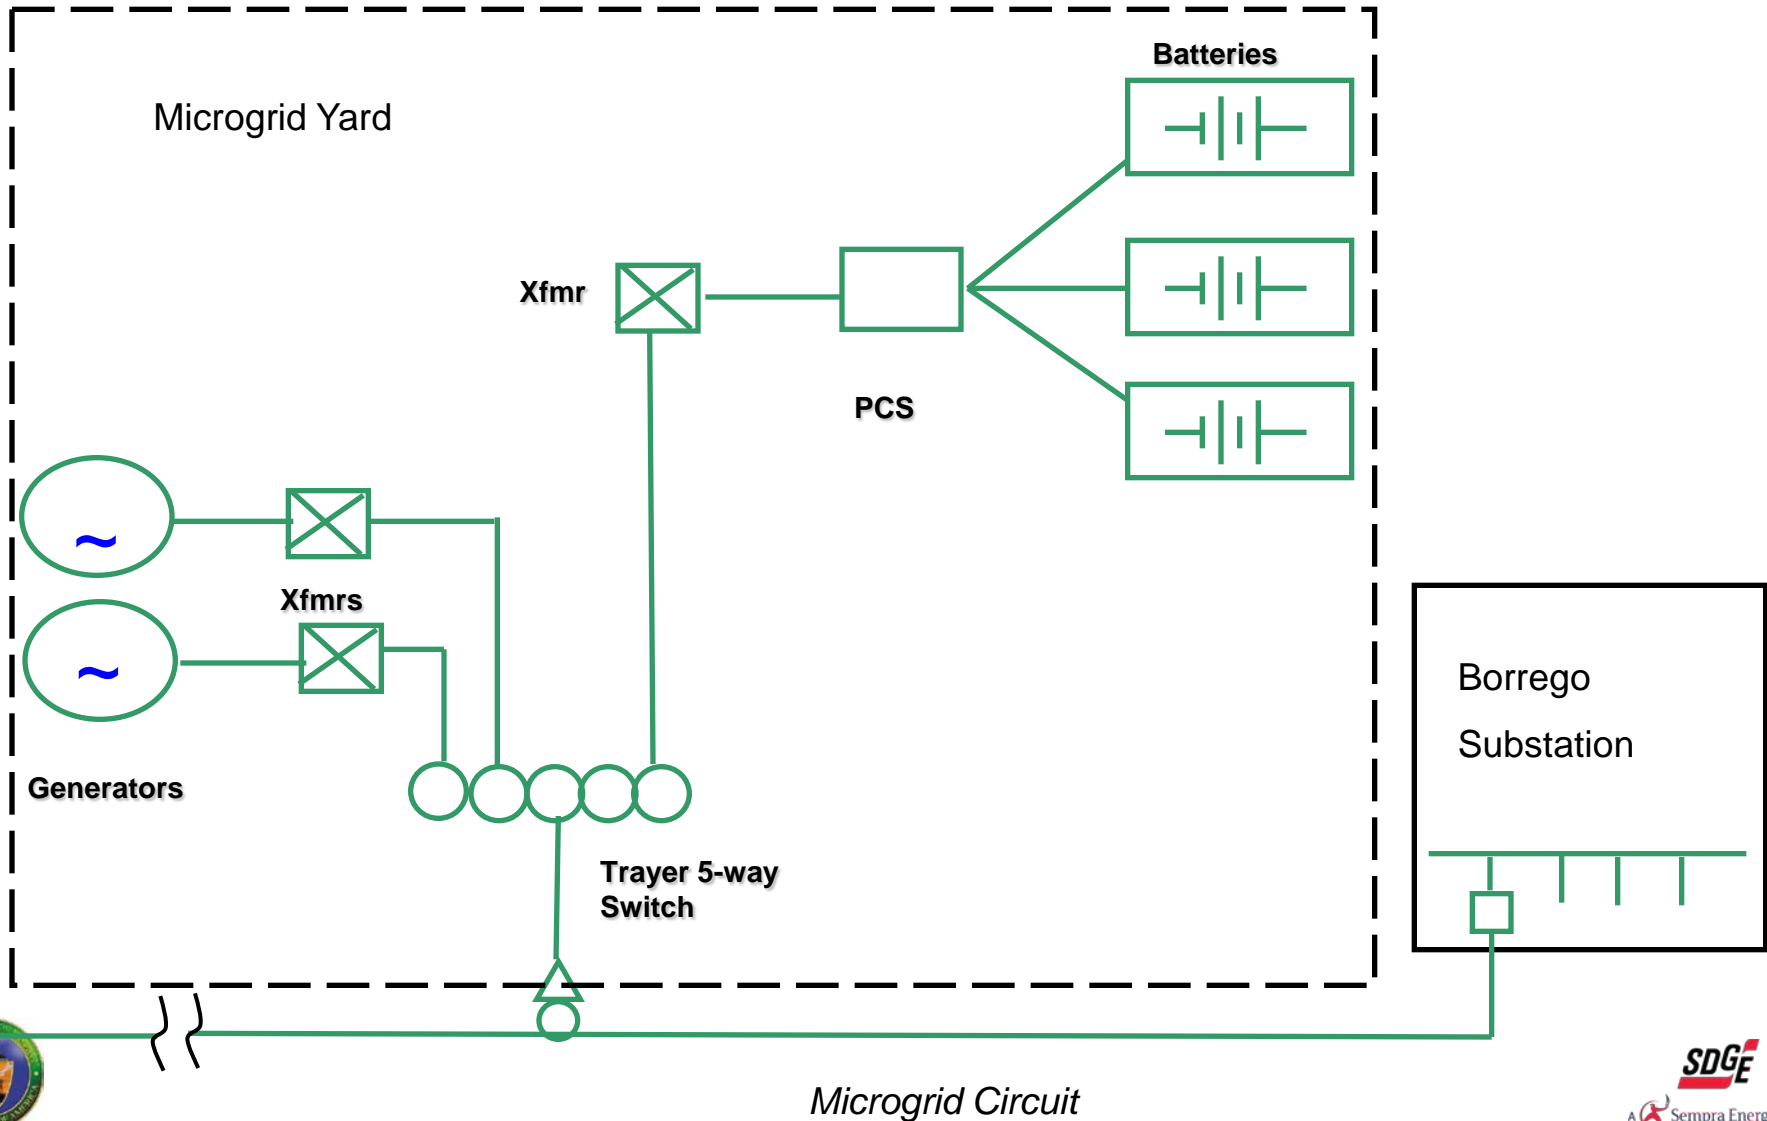 Batteries
Microgrid Yard
Xfmr
PCS
~
Xfmrs
~
Borrego
Substation
Generators
Trayer 5-way
Switch
Microgrid Circuit
SDGE
A Sempra Energ